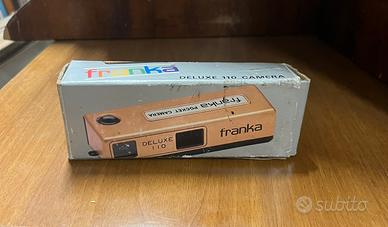 franka
DELUXE 110 CAMERA
franka POCKET CAMERA
DELUXE
110
franka
subito